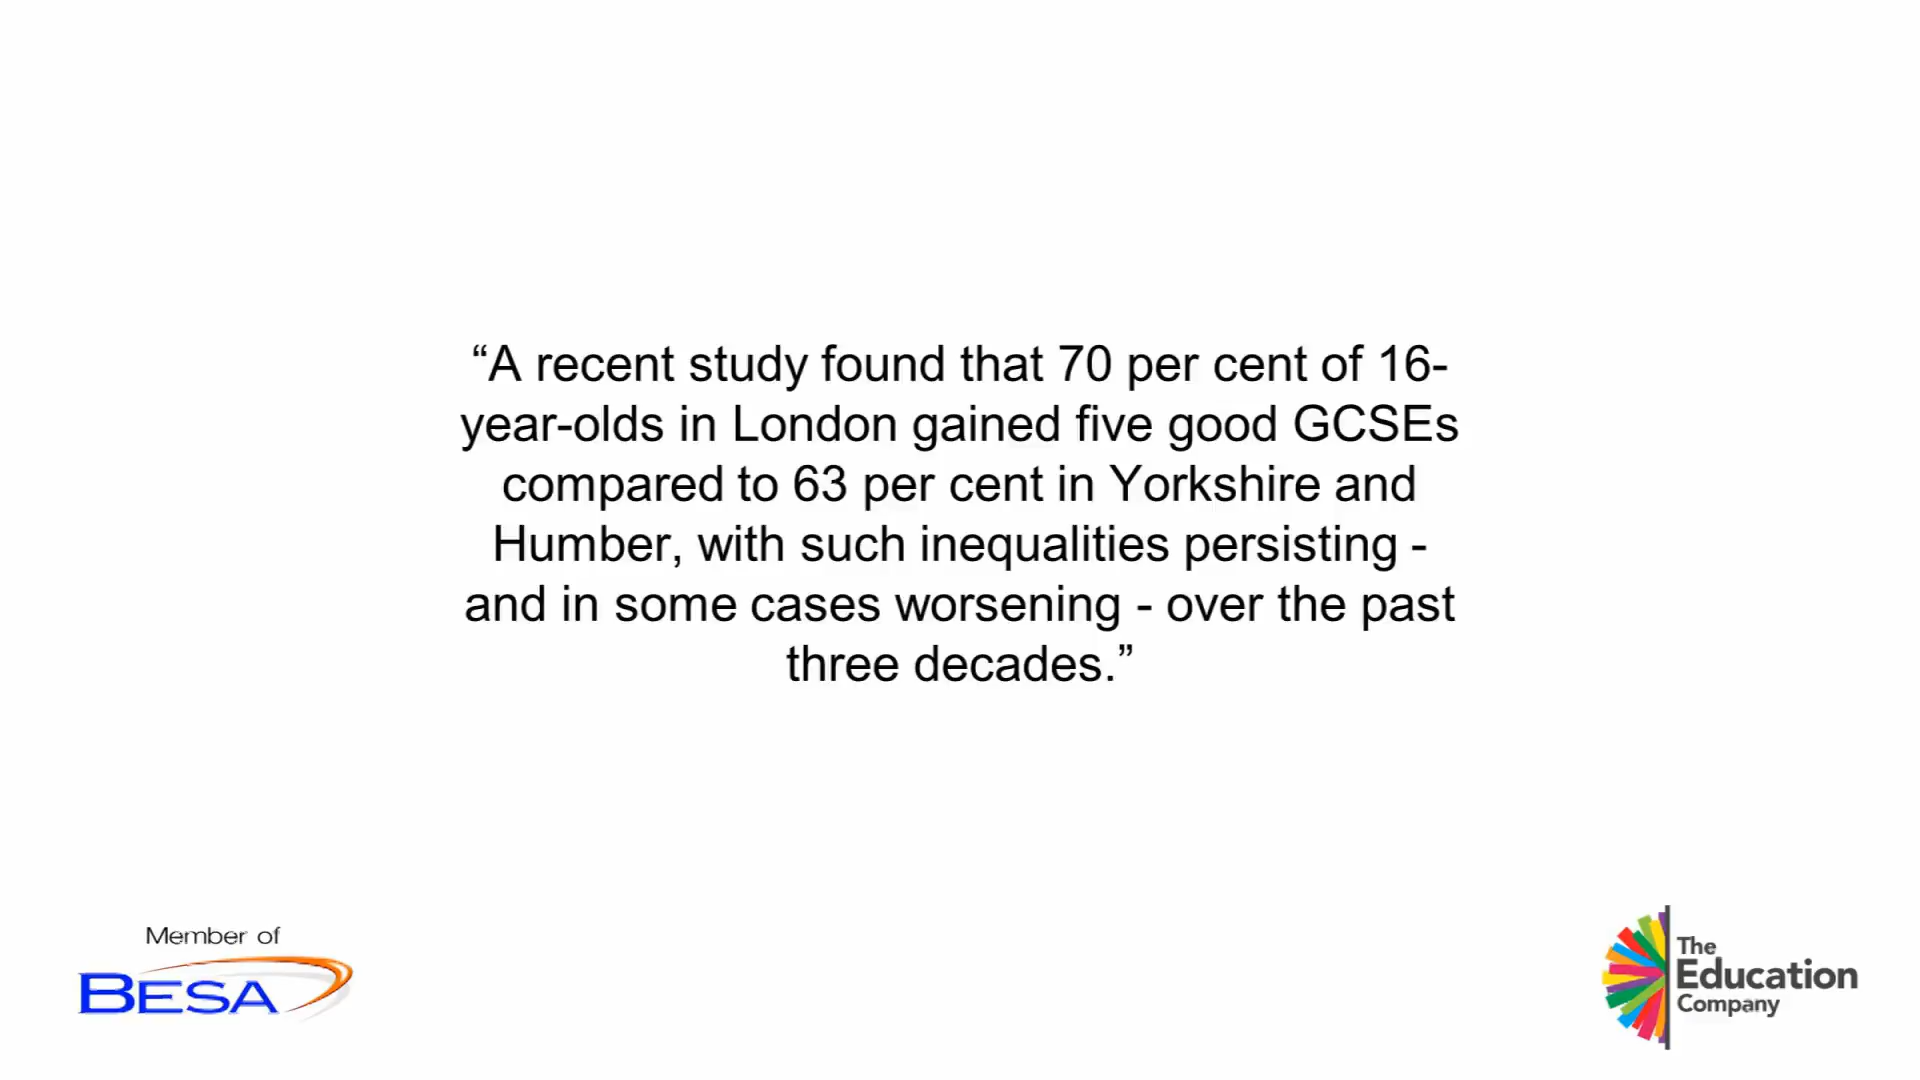 “A recent study found that 70 per cent of 16-
year-olds in London gained five good GCSEs
compared to 63 per cent in Yorkshire and
Humber, with such inequalities persisting -
and in some cases worsening - over the past
three decades.”
Member of
BESA
The
Education
Company